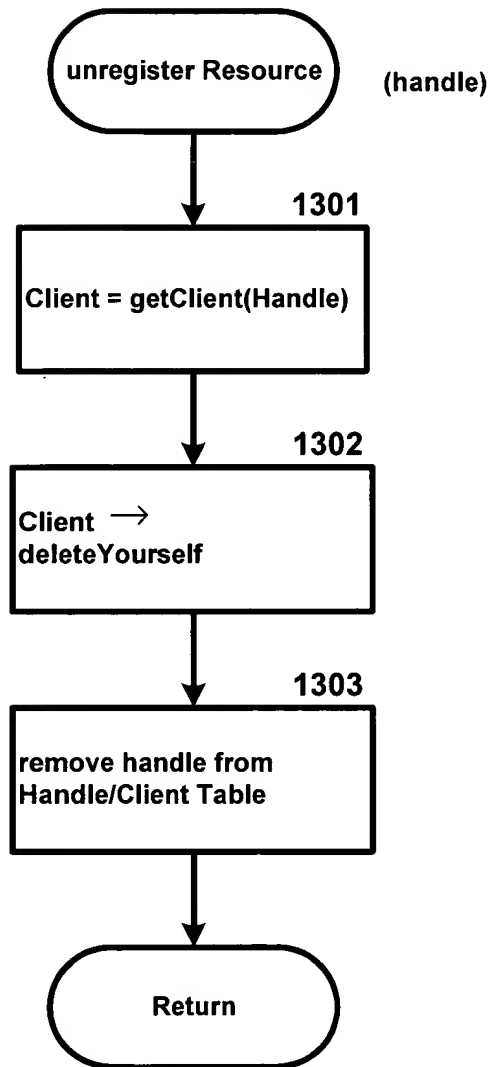 unregister Resource
(handle)
1301
Client = getClient(Handle)
1302
Client →
deleteYourself
1303
remove handle from
Handle/Client Table
Return